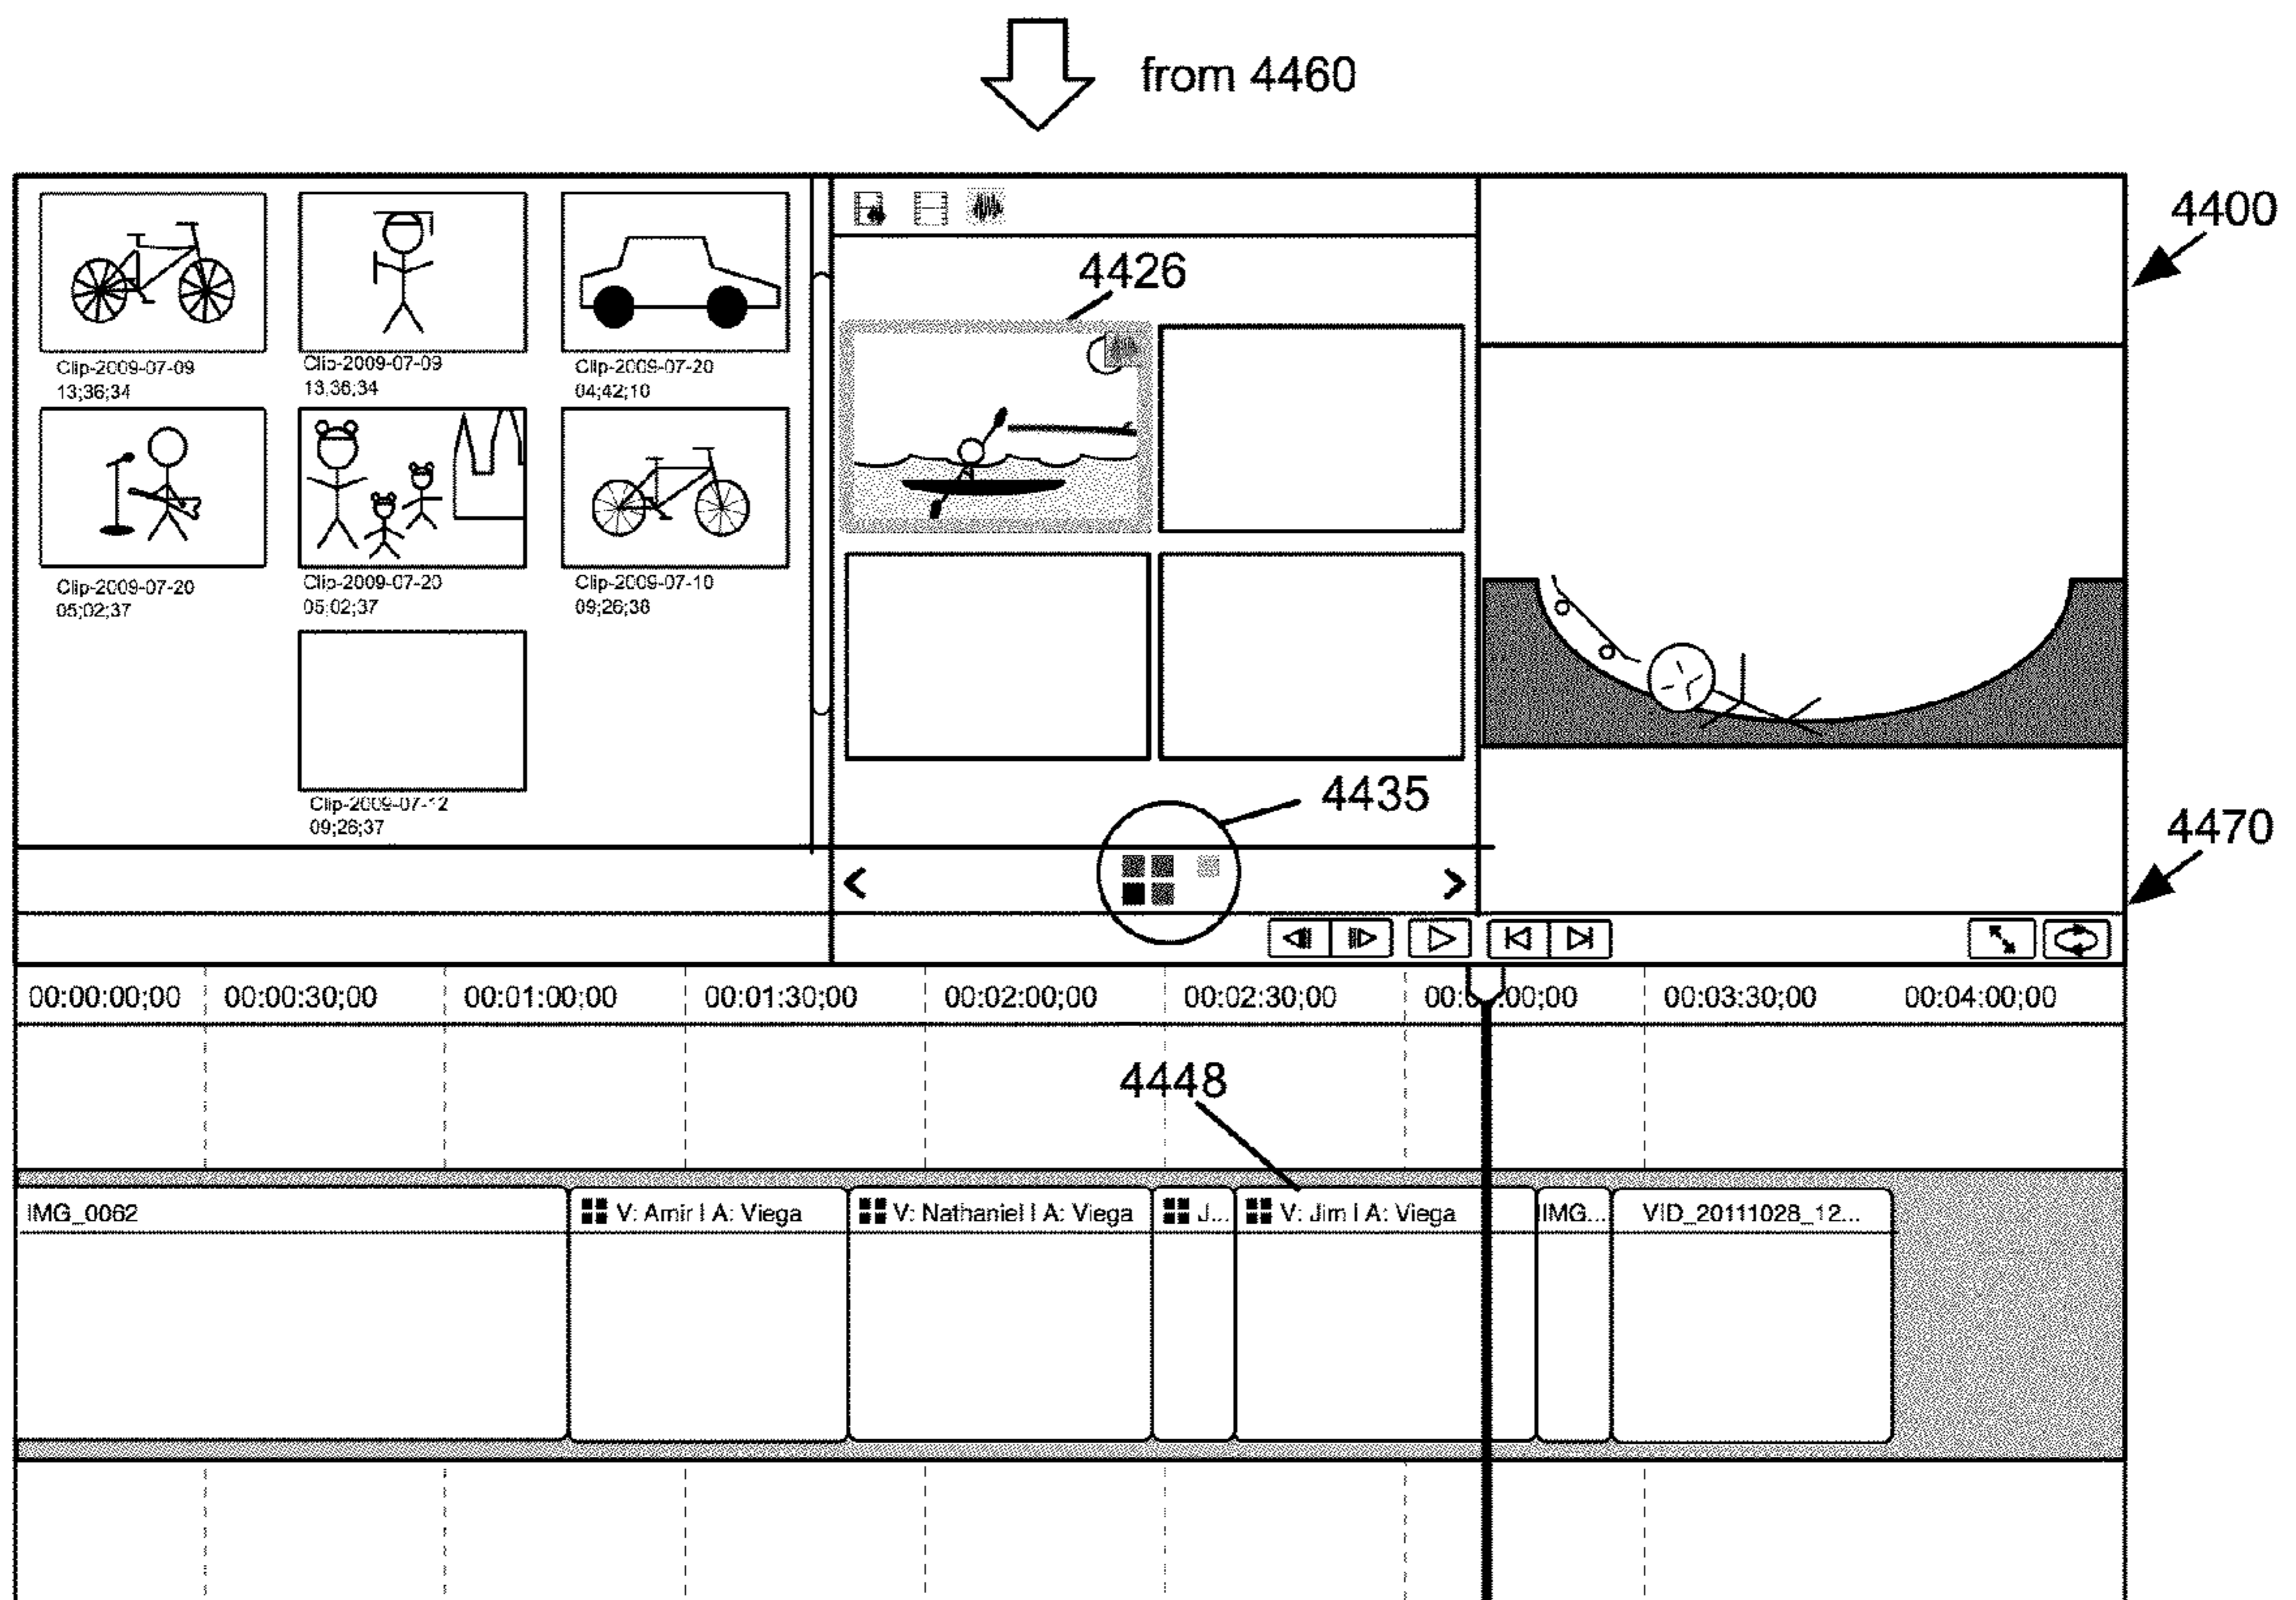 from 4460
4400
4426
Clip-2009-07-09
13;36;34
Clip-2009-07-09
13;36;34
Clip-2009-07-20
04;42;10
Clip-2009-07-20
05;02;37
Clip-2009-07-20
05;02;37
Clip-2009-07-10
09;26;38
Clip-2009-07-12
09;26;37
4435
4470
00:00:00;00
00:00:30;00
00:01:00;00
00:01:30;00
00:02:00;00
00:02:30;00
00:03:00;00
00:03:30;00
00:04:00;00
4448
IMG_0062
V: Amir | A: Viega
V: Nathaniel | A: Viega
J...
V: Jim | A: Viega
IMG...
VID_20111028_12...